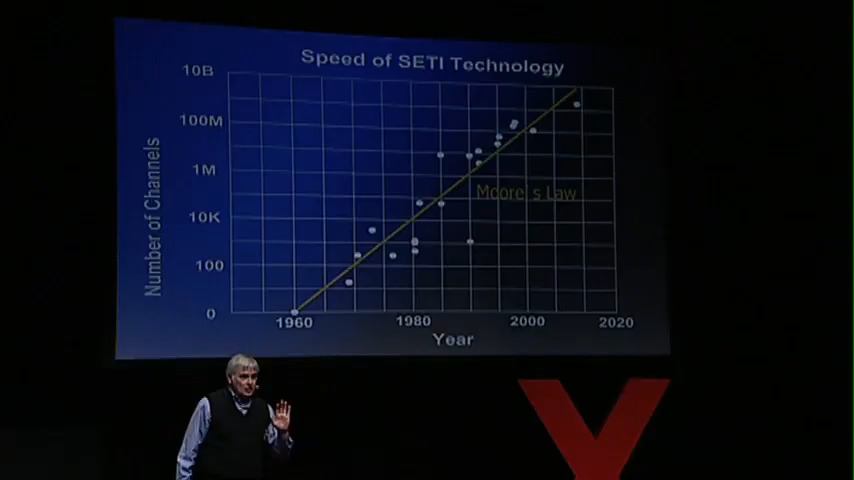 Speed of SETI Technology
10B
100M
1M
10K
100
0
Number of Channels
Moore's Law
1960 1980 2000 2020
Year
X